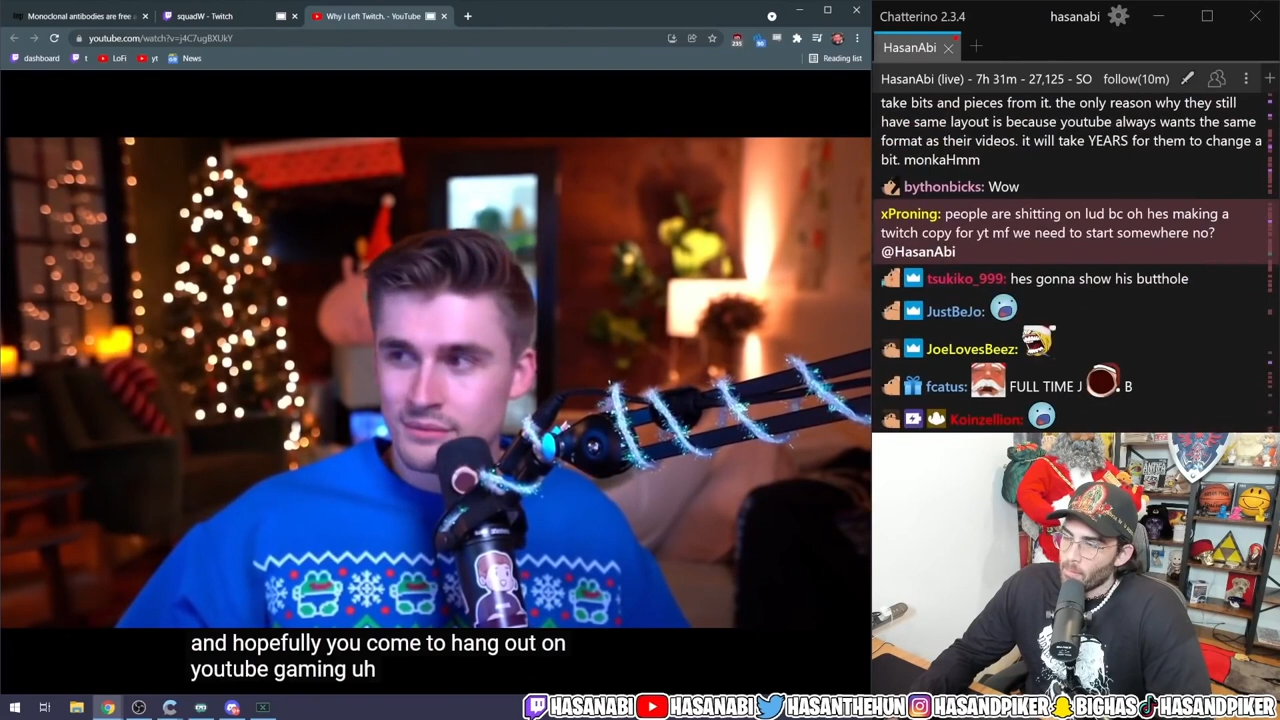 Monoclonal antibodies are free
squadW - Twitch
Why I Left Twitch. - YouTube
youtube.com/watch?v=j4C7ugBXUkY
dashboard
t
LoFi
yt
News
Reading list
and hopefully you come to hang out on
youtube gaming uh
Chatterino 2.3.4
hasanabi
HasanAbi
HasanAbi (live) - 7h 31m - 27,125 - SO
follow(10m)
take bits and pieces from it. the only reason why they still
have same layout is because youtube always wants the same
format as their videos. it will take YEARS for them to change a
bit. monkaHmm
bythonbicks: Wow
xProning: people are shitting on lud bc oh hes making a
twitch copy for yt mf we need to start somewhere no?
@HasanAbi
tsukiko_999: hes gonna show his butthole
JustBeJo:
JoeLovesBeez:
fcatus: FULL TIME J B
Koinzellion:
HASANABI HASANABI HASANTHEHUN HASANDPIKER BIGHAS HASANDPIKER